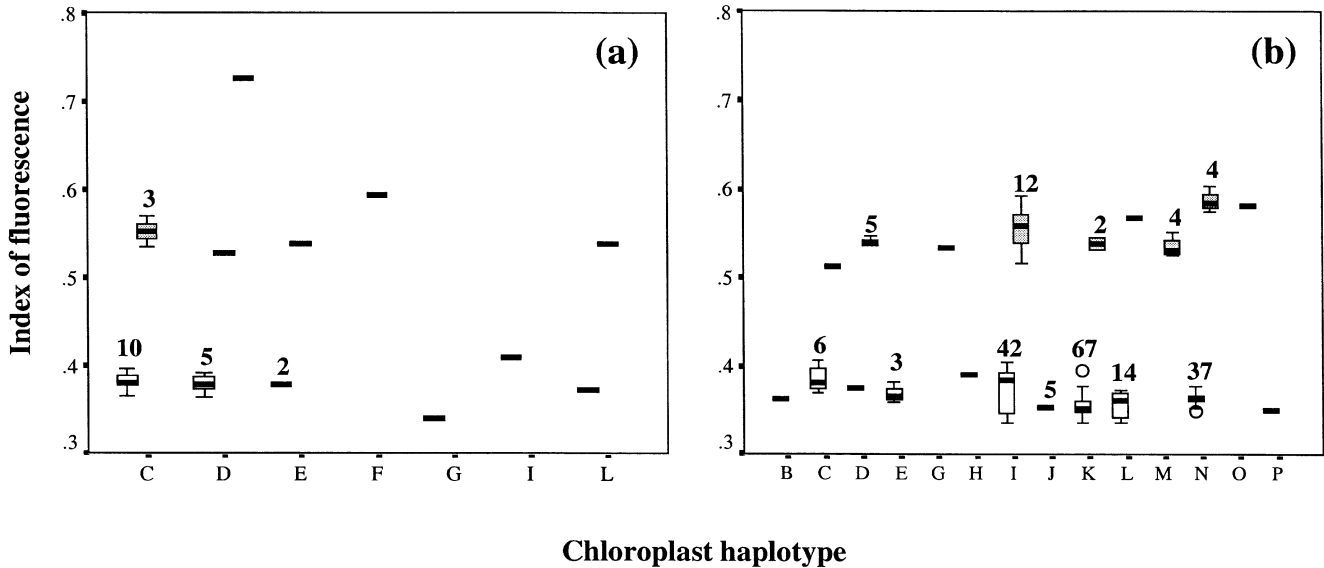 .8 (a)
.7
.6
.5
.4
.3
Index of fluorescence
3
10 5 2
C D E F G I L
.8 (b)
.7
.6
.5
.4
.3
12 4
5 2 4
6 3 42 5 67 14 37
B C D E G H I J K L M N O P
Chloroplast haplotype